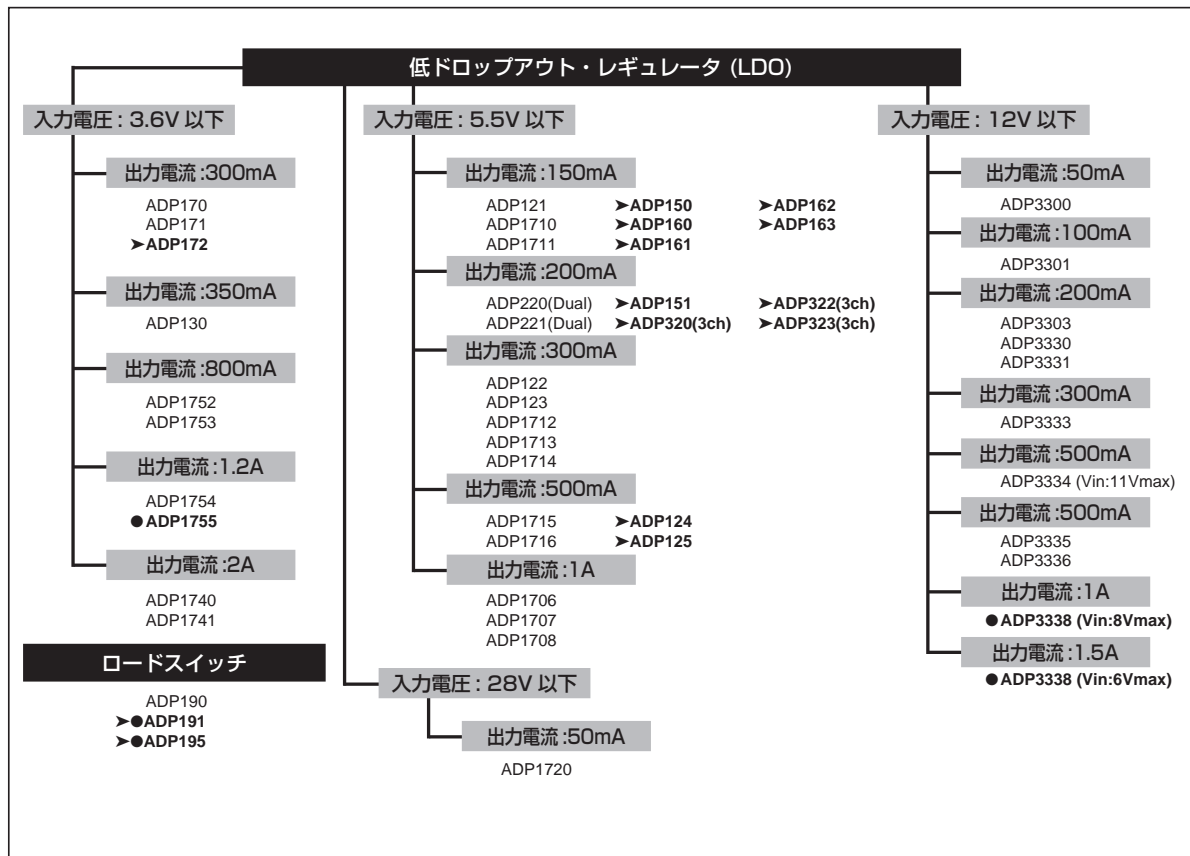 低ドロップアウト・レギュレータ (LDO)
入力電圧 : 3.6V 以下
出力電流 :300mA
ADP170
ADP171
➤ADP172
出力電流 :350mA
ADP130
出力電流 :800mA
ADP1752
ADP1753
出力電流 :1.2A
ADP1754
●ADP1755
出力電流 :2A
ADP1740
ADP1741
ロードスイッチ
ADP190
➤●ADP191
➤●ADP195
入力電圧 : 5.5V 以下
出力電流 :150mA
ADP121 ➤ADP150 ➤ADP162
ADP1710 ➤ADP160 ➤ADP163
ADP1711 ➤ADP161
出力電流 :200mA
ADP220(Dual) ➤ADP151 ➤ADP322(3ch)
ADP221(Dual) ➤ADP320(3ch) ➤ADP323(3ch)
出力電流 :300mA
ADP122
ADP123
ADP1712
ADP1713
ADP1714
出力電流 :500mA
ADP1715 ➤ADP124
ADP1716 ➤ADP125
出力電流 :1A
ADP1706
ADP1707
ADP1708
入力電圧 : 28V 以下
出力電流 :50mA
ADP1720
入力電圧 : 12V 以下
出力電流 :50mA
ADP3300
出力電流 :100mA
ADP3301
出力電流 :200mA
ADP3303
ADP3330
ADP3331
出力電流 :300mA
ADP3333
出力電流 :500mA
ADP3334 (Vin:11Vmax)
出力電流 :500mA
ADP3335
ADP3336
出力電流 :1A
●ADP3338 (Vin:8Vmax)
出力電流 :1.5A
●ADP3338 (Vin:6Vmax)